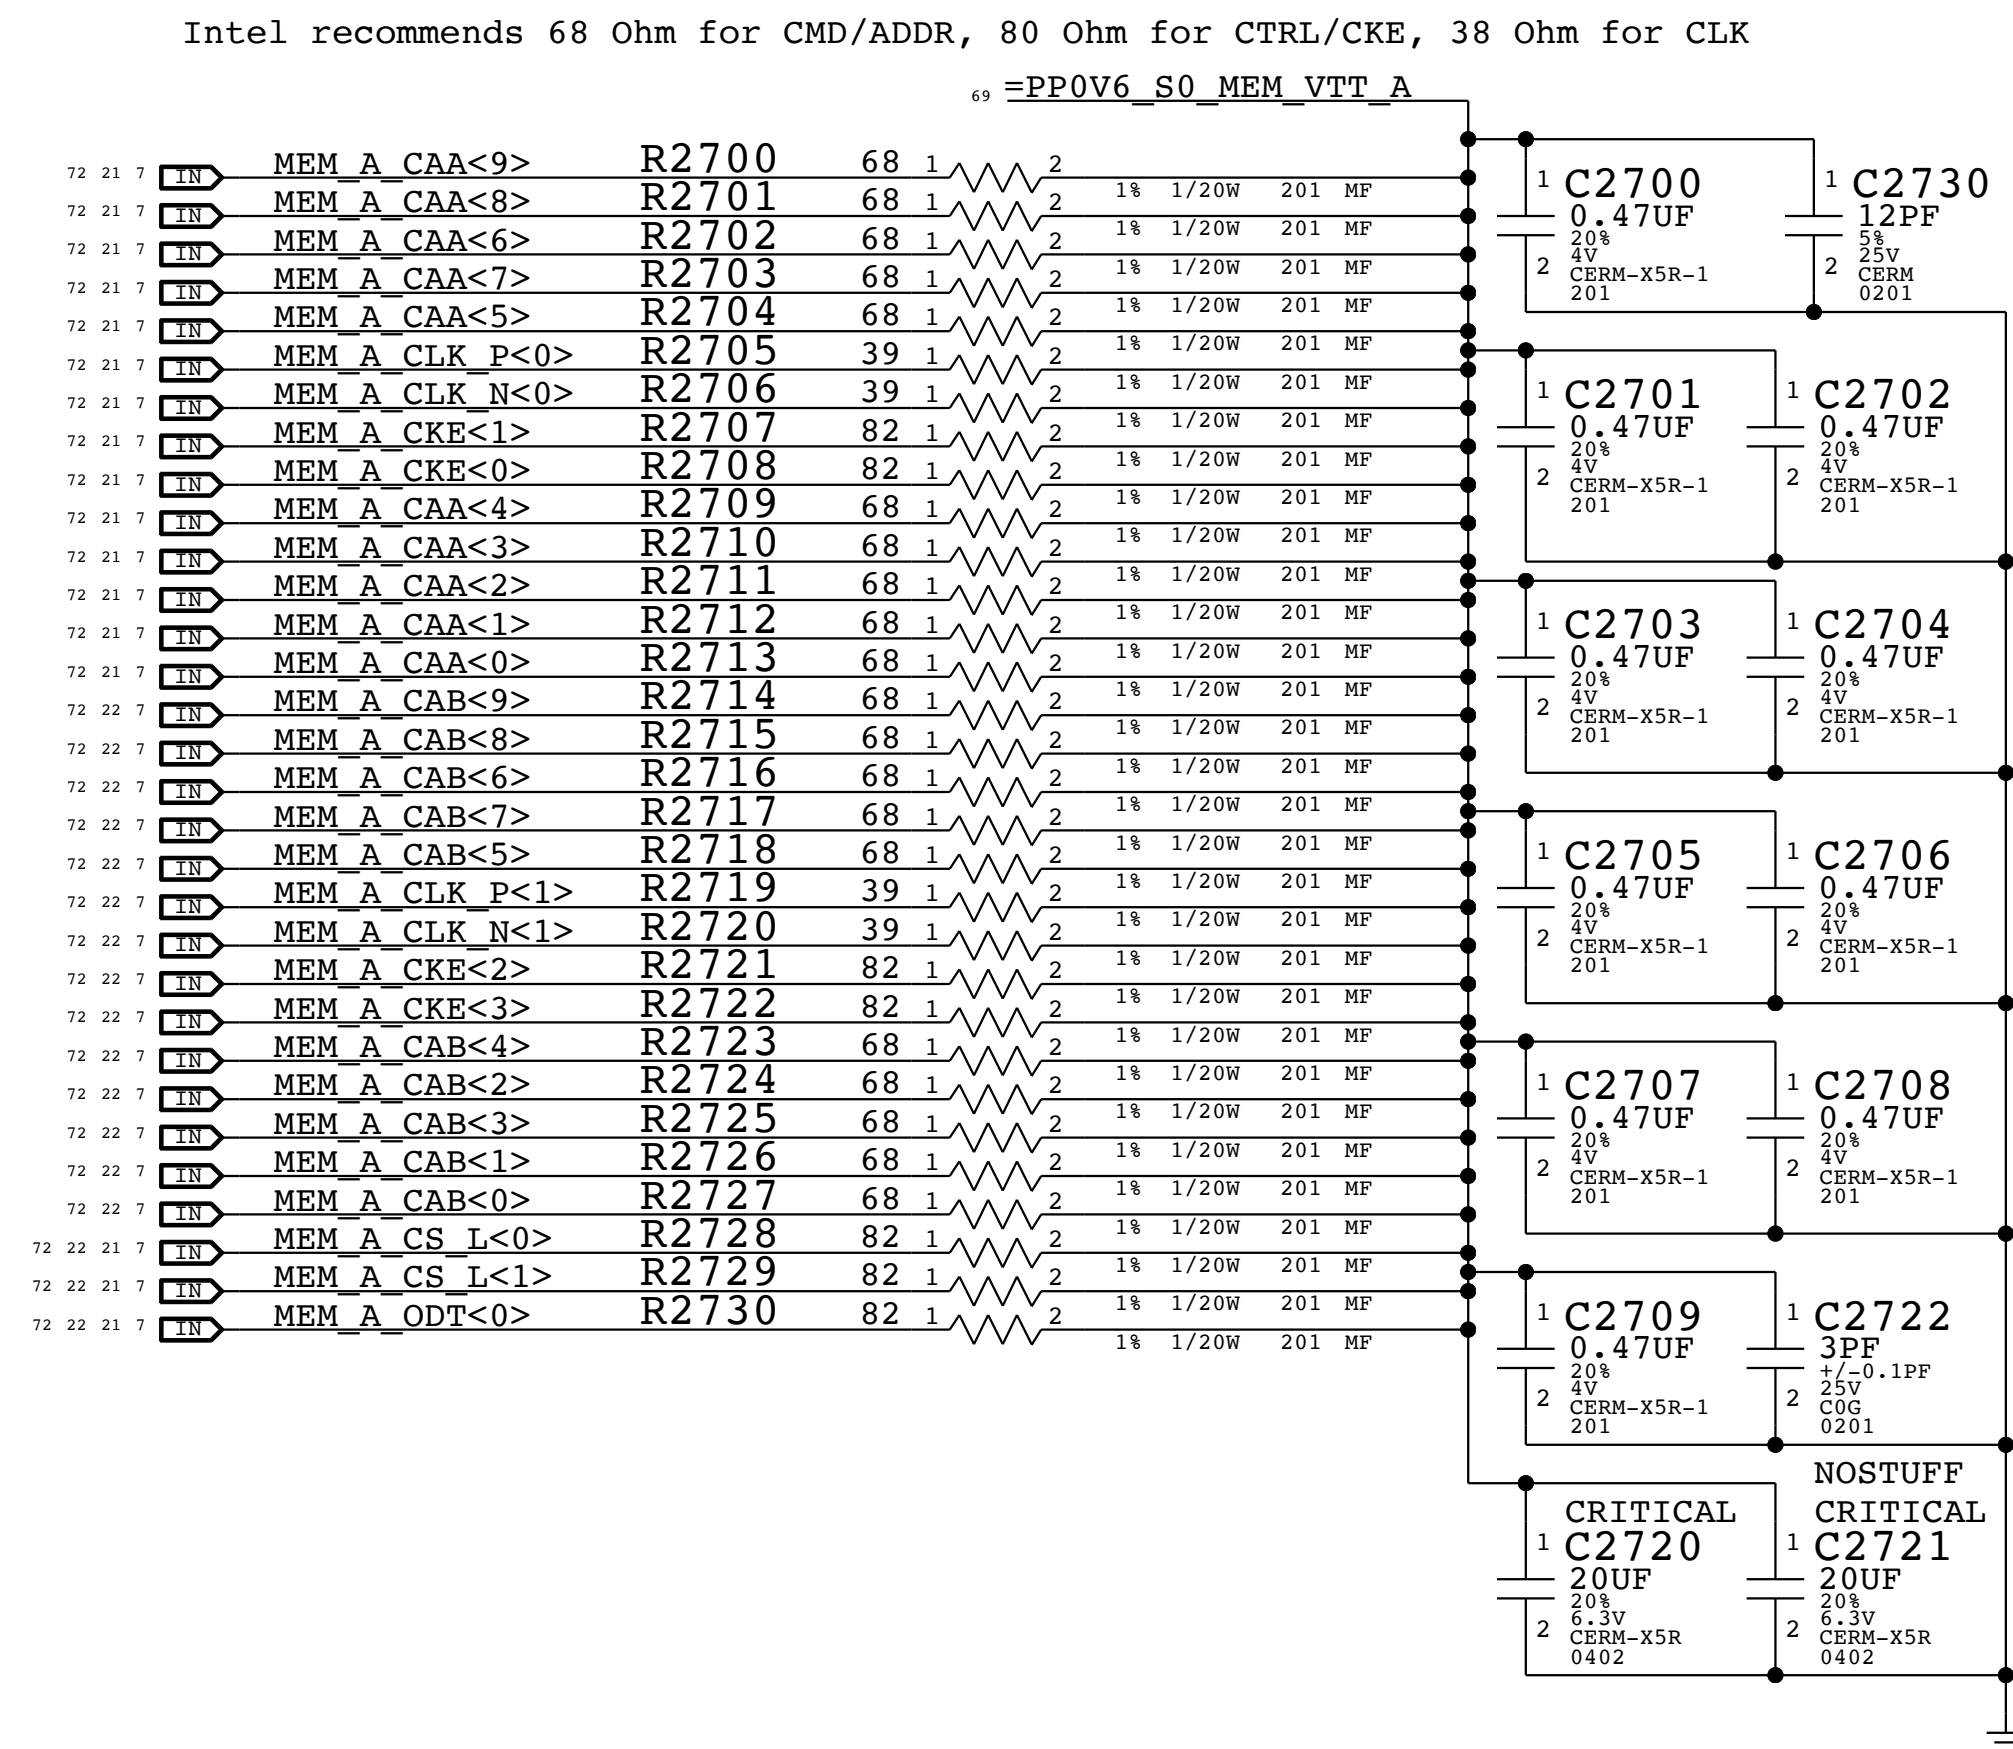 Intel recommends 68 Ohm for CMD/ADDR, 80 Ohm for CTRL/CKE, 38 Ohm for CLK
69 =PP0V6_S0_MEM_VTT_A
72 21 7 IN MEM_A_CAA<9> R2700 68 1 2 1% 1/20W 201 MF
72 21 7 IN MEM_A_CAA<8> R2701 68 1 2 1% 1/20W 201 MF
72 21 7 IN MEM_A_CAA<6> R2702 68 1 2 1% 1/20W 201 MF
72 21 7 IN MEM_A_CAA<7> R2703 68 1 2 1% 1/20W 201 MF
72 21 7 IN MEM_A_CAA<5> R2704 68 1 2 1% 1/20W 201 MF
72 21 7 IN MEM_A_CLK_P<0> R2705 39 1 2 1% 1/20W 201 MF
72 21 7 IN MEM_A_CLK_N<0> R2706 39 1 2 1% 1/20W 201 MF
72 21 7 IN MEM_A_CKE<1> R2707 82 1 2 1% 1/20W 201 MF
72 21 7 IN MEM_A_CKE<0> R2708 82 1 2 1% 1/20W 201 MF
72 21 7 IN MEM_A_CAA<4> R2709 68 1 2 1% 1/20W 201 MF
72 21 7 IN MEM_A_CAA<3> R2710 68 1 2 1% 1/20W 201 MF
72 21 7 IN MEM_A_CAA<2> R2711 68 1 2 1% 1/20W 201 MF
72 21 7 IN MEM_A_CAA<1> R2712 68 1 2 1% 1/20W 201 MF
72 21 7 IN MEM_A_CAA<0> R2713 68 1 2 1% 1/20W 201 MF
72 22 7 IN MEM_A_CAB<9> R2714 68 1 2 1% 1/20W 201 MF
72 22 7 IN MEM_A_CAB<8> R2715 68 1 2 1% 1/20W 201 MF
72 22 7 IN MEM_A_CAB<6> R2716 68 1 2 1% 1/20W 201 MF
72 22 7 IN MEM_A_CAB<7> R2717 68 1 2 1% 1/20W 201 MF
72 22 7 IN MEM_A_CAB<5> R2718 68 1 2 1% 1/20W 201 MF
72 22 7 IN MEM_A_CLK_P<1> R2719 39 1 2 1% 1/20W 201 MF
72 22 7 IN MEM_A_CLK_N<1> R2720 39 1 2 1% 1/20W 201 MF
72 22 7 IN MEM_A_CKE<2> R2721 82 1 2 1% 1/20W 201 MF
72 22 7 IN MEM_A_CKE<3> R2722 82 1 2 1% 1/20W 201 MF
72 22 7 IN MEM_A_CAB<4> R2723 68 1 2 1% 1/20W 201 MF
72 22 7 IN MEM_A_CAB<2> R2724 68 1 2 1% 1/20W 201 MF
72 22 7 IN MEM_A_CAB<3> R2725 68 1 2 1% 1/20W 201 MF
72 22 7 IN MEM_A_CAB<1> R2726 68 1 2 1% 1/20W 201 MF
72 22 7 IN MEM_A_CAB<0> R2727 68 1 2 1% 1/20W 201 MF
72 22 21 7 IN MEM_A_CS_L<0> R2728 82 1 2 1% 1/20W 201 MF
72 22 21 7 IN MEM_A_CS_L<1> R2729 82 1 2 1% 1/20W 201 MF
72 22 21 7 IN MEM_A_ODT<0> R2730 82 1 2 1% 1/20W 201 MF
1 C2700
0.47UF
20%
4V
2 CERM-X5R-1
201
1 C2730
12PF
5%
25V
2 CERM
0201
1 C2701
0.47UF
20%
4V
2 CERM-X5R-1
201
1 C2702
0.47UF
20%
4V
2 CERM-X5R-1
201
1 C2703
0.47UF
20%
4V
2 CERM-X5R-1
201
1 C2704
0.47UF
20%
4V
2 CERM-X5R-1
201
1 C2705
0.47UF
20%
4V
2 CERM-X5R-1
201
1 C2706
0.47UF
20%
4V
2 CERM-X5R-1
201
1 C2707
0.47UF
20%
4V
2 CERM-X5R-1
201
1 C2708
0.47UF
20%
4V
2 CERM-X5R-1
201
1 C2709
0.47UF
20%
4V
2 CERM-X5R-1
201
1 C2722
3PF
+/-0.1PF
25V
2 C0G
0201
CRITICAL
1 C2720
20UF
20%
6.3V
2 CERM-X5R
0402
NOSTUFF
CRITICAL
1 C2721
20UF
20%
6.3V
2 CERM-X5R
0402